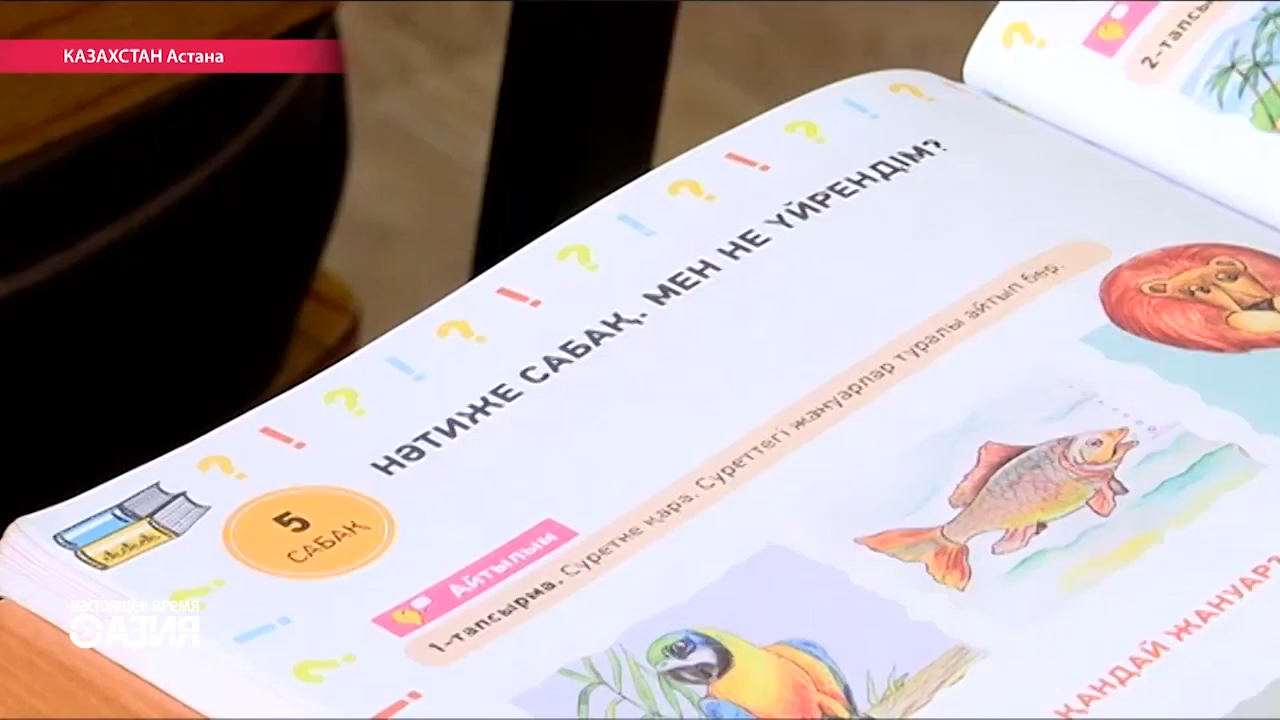 КАЗАХСТАН Астана
НӘТИЖЕ САБАҚ. МЕН НЕ ҮЙРЕНДІМ?
5
САБАҚ
Айтылым
1-тапсырма. Суретке қара. Суреттегі жануарлар туралы айтып бер.
ҚАНДАЙ ЖАНУАР?
2-тапсы
НАСТОЯЩЕЕ ВРЕМЯ
АЗИЯ